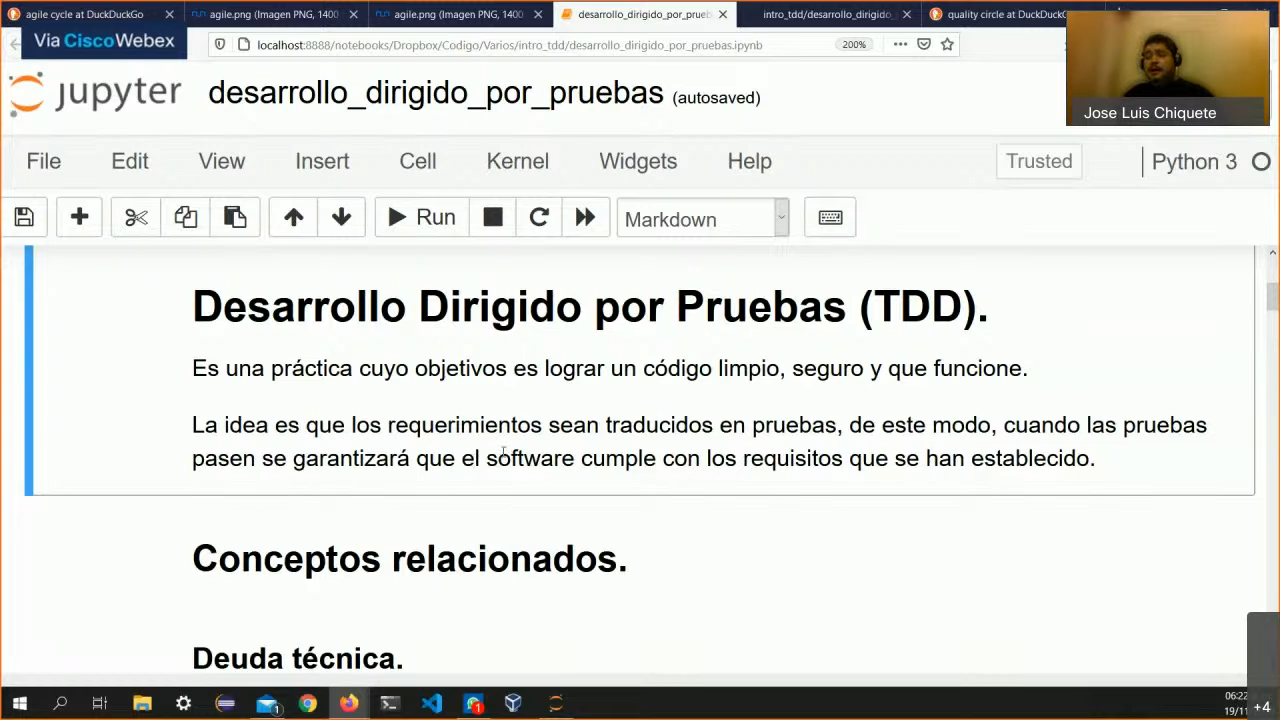 agile cycle at DuckDuckGo
agile.png (Imagen PNG, 1400
agile.png (Imagen PNG, 1400
desarrollo_dirigido_por_prueb
intro_tdd/desarrollo_dirigido_
quality circle at DuckDuckG
Via CiscoWebex
localhost:8888/notebooks/Dropbox/Codigo/Varios/intro_tdd/desarrollo_dirigido_por_pruebas.ipynb
200%
Jose Luis Chiquete
jupyter desarrollo_dirigido_por_pruebas (autosaved)
File Edit View Insert Cell Kernel Widgets Help Trusted Python 3
Run Markdown
Desarrollo Dirigido por Pruebas (TDD).
Es una práctica cuyo objetivos es lograr un código limpio, seguro y que funcione.
La idea es que los requerimientos sean traducidos en pruebas, de este modo, cuando las pruebas
pasen se garantizará que el software cumple con los requisitos que se han establecido.
Conceptos relacionados.
Deuda técnica.
06:22
19/11
+4